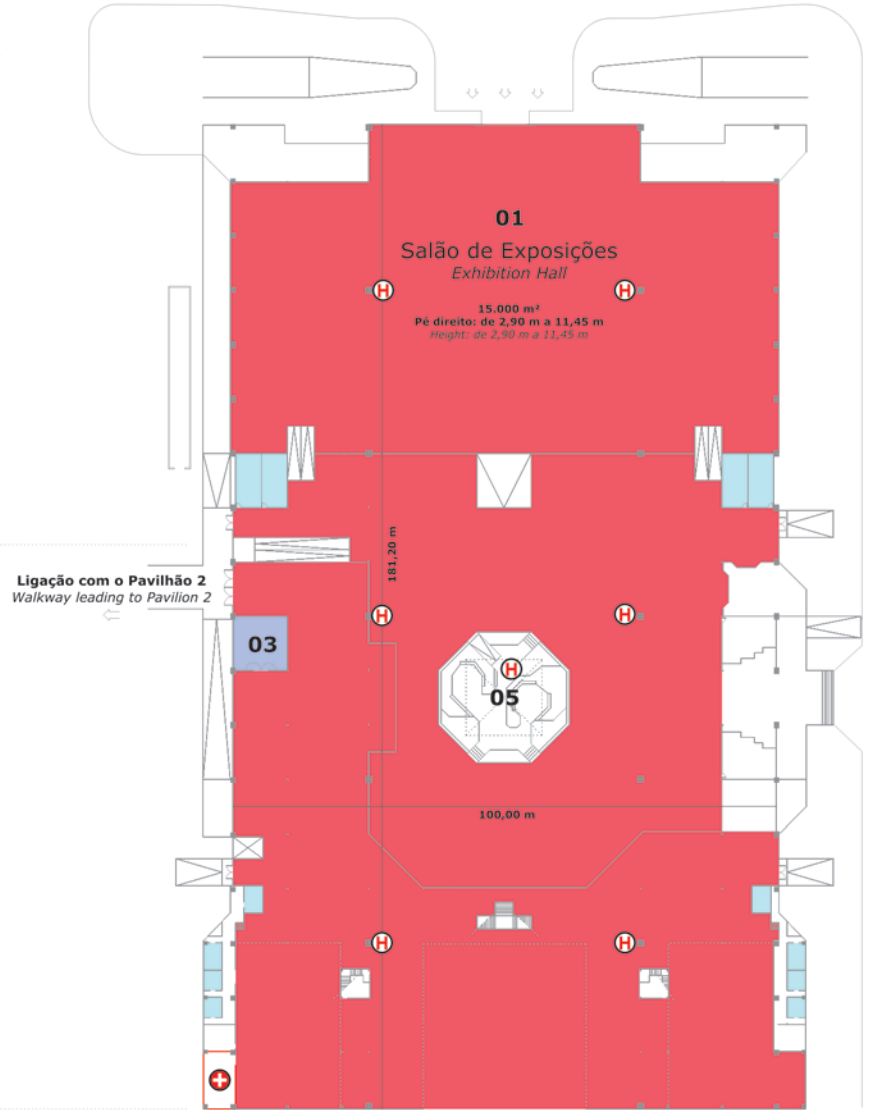 01
Salão de Exposições
Exhibition Hall
H
H
15.000 m²
Pé direito: de 2,90 m a 11,45 m
Height: de 2,90 m a 11,45 m
181,20 m
Ligação com o Pavilhão 2
Walkway leading to Pavilion 2
H
H
03
H
05
100,00 m
H
H